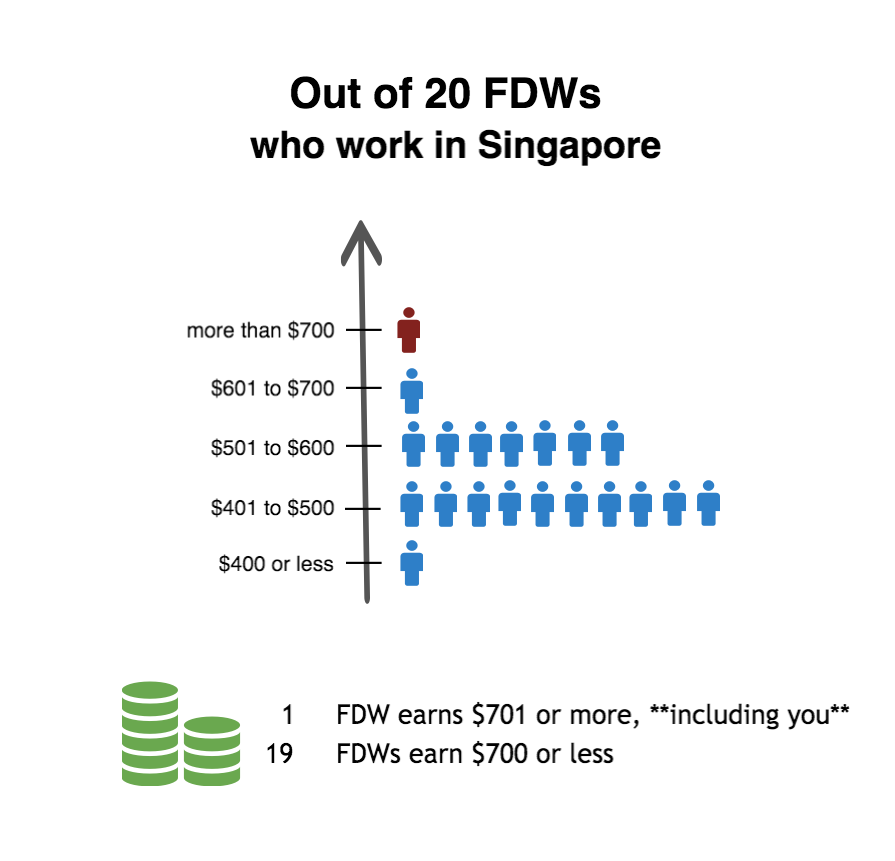 Out of 20 FDWs
who work in Singapore
more than $700
$601 to $700
$501 to $600
$401 to $500
$400 or less
1 FDW earns $701 or more, **including you**
19 FDWs earn $700 or less